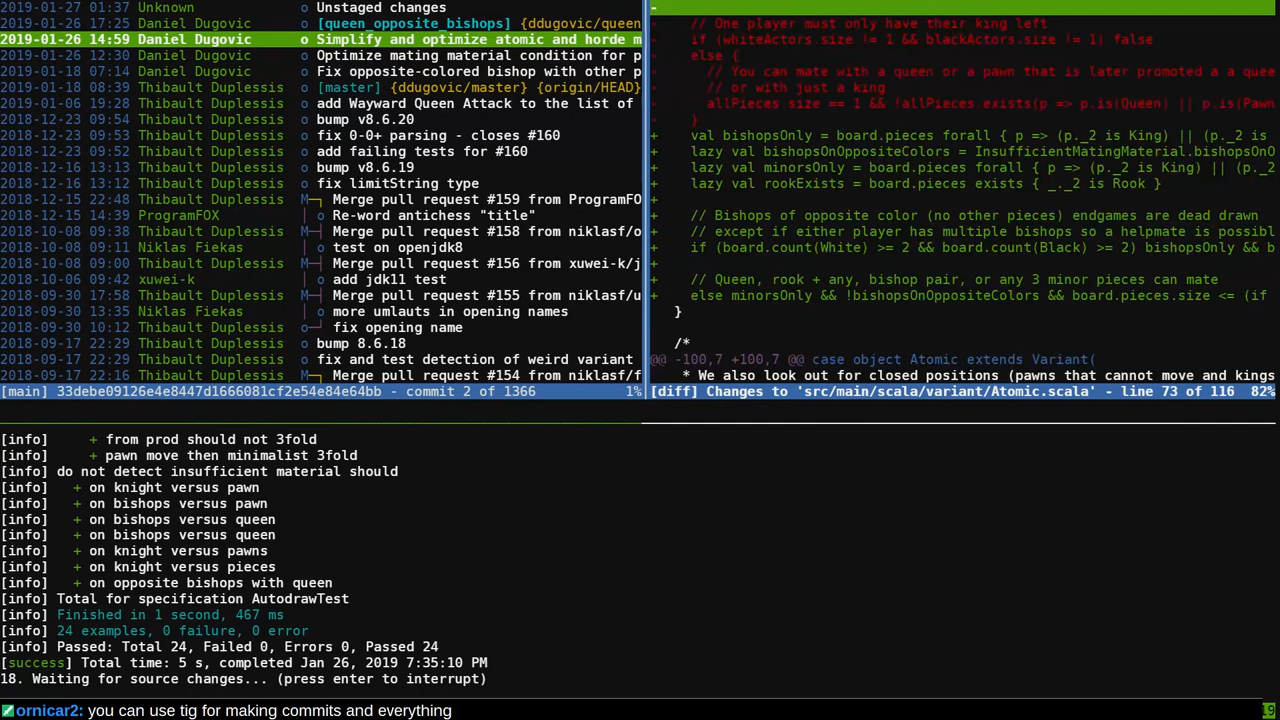 2019-01-27 01:37 Unknown o Unstaged changes
2019-01-26 17:25 Daniel Dugovic o [queen_opposite_bishops] {ddugovic/queen
2019-01-26 14:59 Daniel Dugovic o Simplify and optimize atomic and horde m
2019-01-26 12:30 Daniel Dugovic o Optimize mating material condition for p
2019-01-18 07:14 Daniel Dugovic o Fix opposite-colored bishop with other p
2019-01-18 08:39 Thibault Duplessis o [master] {ddugovic/master} {origin/HEAD}
2019-01-06 19:28 Thibault Duplessis o add Wayward Queen Attack to the list of
2018-12-23 09:54 Thibault Duplessis o bump v8.6.20
2018-12-23 09:53 Thibault Duplessis o fix 0-0+ parsing - closes #160
2018-12-23 09:52 Thibault Duplessis o add failing tests for #160
2018-12-16 13:13 Thibault Duplessis o bump v8.6.19
2018-12-16 13:12 Thibault Duplessis o fix limitString type
2018-12-15 22:48 Thibault Duplessis M─┐ Merge pull request #159 from ProgramFO
2018-12-15 14:39 ProgramFOX │ o Re-word antichess "title"
2018-10-08 09:38 Thibault Duplessis M─┤ Merge pull request #158 from niklasf/o
2018-10-08 09:11 Niklas Fiekas │ o test on openjdk8
2018-10-08 09:00 Thibault Duplessis M─┤ Merge pull request #156 from xuwei-k/j
2018-10-06 09:42 xuwei-k │ o add jdk11 test
2018-09-30 17:58 Thibault Duplessis M─┤ Merge pull request #155 from niklasf/u
2018-09-30 13:35 Niklas Fiekas │ o more umlauts in opening names
2018-09-30 10:12 Thibault Duplessis o─┘ fix opening name
2018-09-17 22:29 Thibault Duplessis o bump 8.6.18
2018-09-17 22:29 Thibault Duplessis o fix and test detection of weird variant
2018-09-17 22:16 Thibault Duplessis M─┐ Merge pull request #154 from niklasf/f
[main] 33debe09126e4e8447d1666081cf2e54e84e64bb - commit 2 of 1366 1%
-
- // One player must only have their king left
- if (whiteActors.size != 1 && blackActors.size != 1) false
- else {
- // You can mate with a queen or a pawn that is later promoted a a quee
- // or with just a king
- allPieces.size == 1 && !allPieces.exists(p => p.is(Queen) || p.is(Pawn
- }
+ val bishopsOnly = board.pieces forall { p => (p._2 is King) || (p._2 is
+ lazy val bishopsOnOppositeColors = InsufficientMatingMaterial.bishopsOnO
+ lazy val minorsOnly = board.pieces forall { p => (p._2 is King) || (p._2
+ lazy val rookExists = board.pieces exists { _._2 is Rook }
+
+ // Bishops of opposite color (no other pieces) endgames are dead drawn
+ // except if either player has multiple bishops so a helpmate is possibl
+ if (board.count(White) >= 2 && board.count(Black) >= 2) bishopsOnly && b
+
+ // Queen, rook + any, bishop pair, or any 3 minor pieces can mate
+ else minorsOnly && !bishopsOnOppositeColors && board.pieces.size <= (if
}
/*
@@ -100,7 +100,7 @@ case object Atomic extends Variant(
* We also look out for closed positions (pawns that cannot move and kings
[diff] Changes to 'src/main/scala/variant/Atomic.scala' - line 73 of 116 82%
[info] + from prod should not 3fold
[info] + pawn move then minimalist 3fold
[info] do not detect insufficient material should
[info] + on knight versus pawn
[info] + on bishops versus pawn
[info] + on bishops versus queen
[info] + on bishops versus queen
[info] + on knight versus pawns
[info] + on knight versus pieces
[info] + on opposite bishops with queen
[info] Total for specification AutodrawTest
[info] Finished in 1 second, 467 ms
[info] 24 examples, 0 failure, 0 error
[info] Passed: Total 24, Failed 0, Errors 0, Passed 24
[success] Total time: 5 s, completed Jan 26, 2019 7:35:10 PM
18. Waiting for source changes... (press enter to interrupt)
ornicar2: you can use tig for making commits and everything